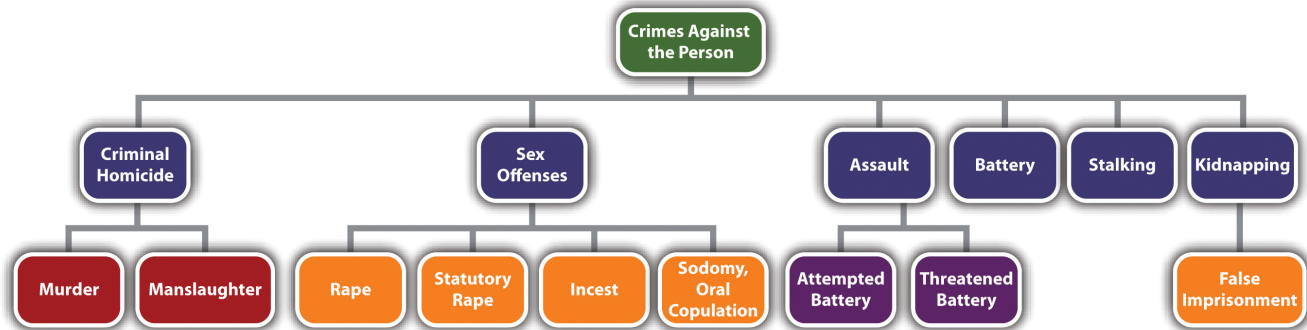 Crimes Against
the Person
Criminal
Homicide
Sex
Offenses
Assault
Battery
Stalking
Kidnapping
Murder
Manslaughter
Rape
Statutory
Rape
Incest
Sodomy,
Oral
Copulation
Attempted
Battery
Threatened
Battery
False
Imprisonment